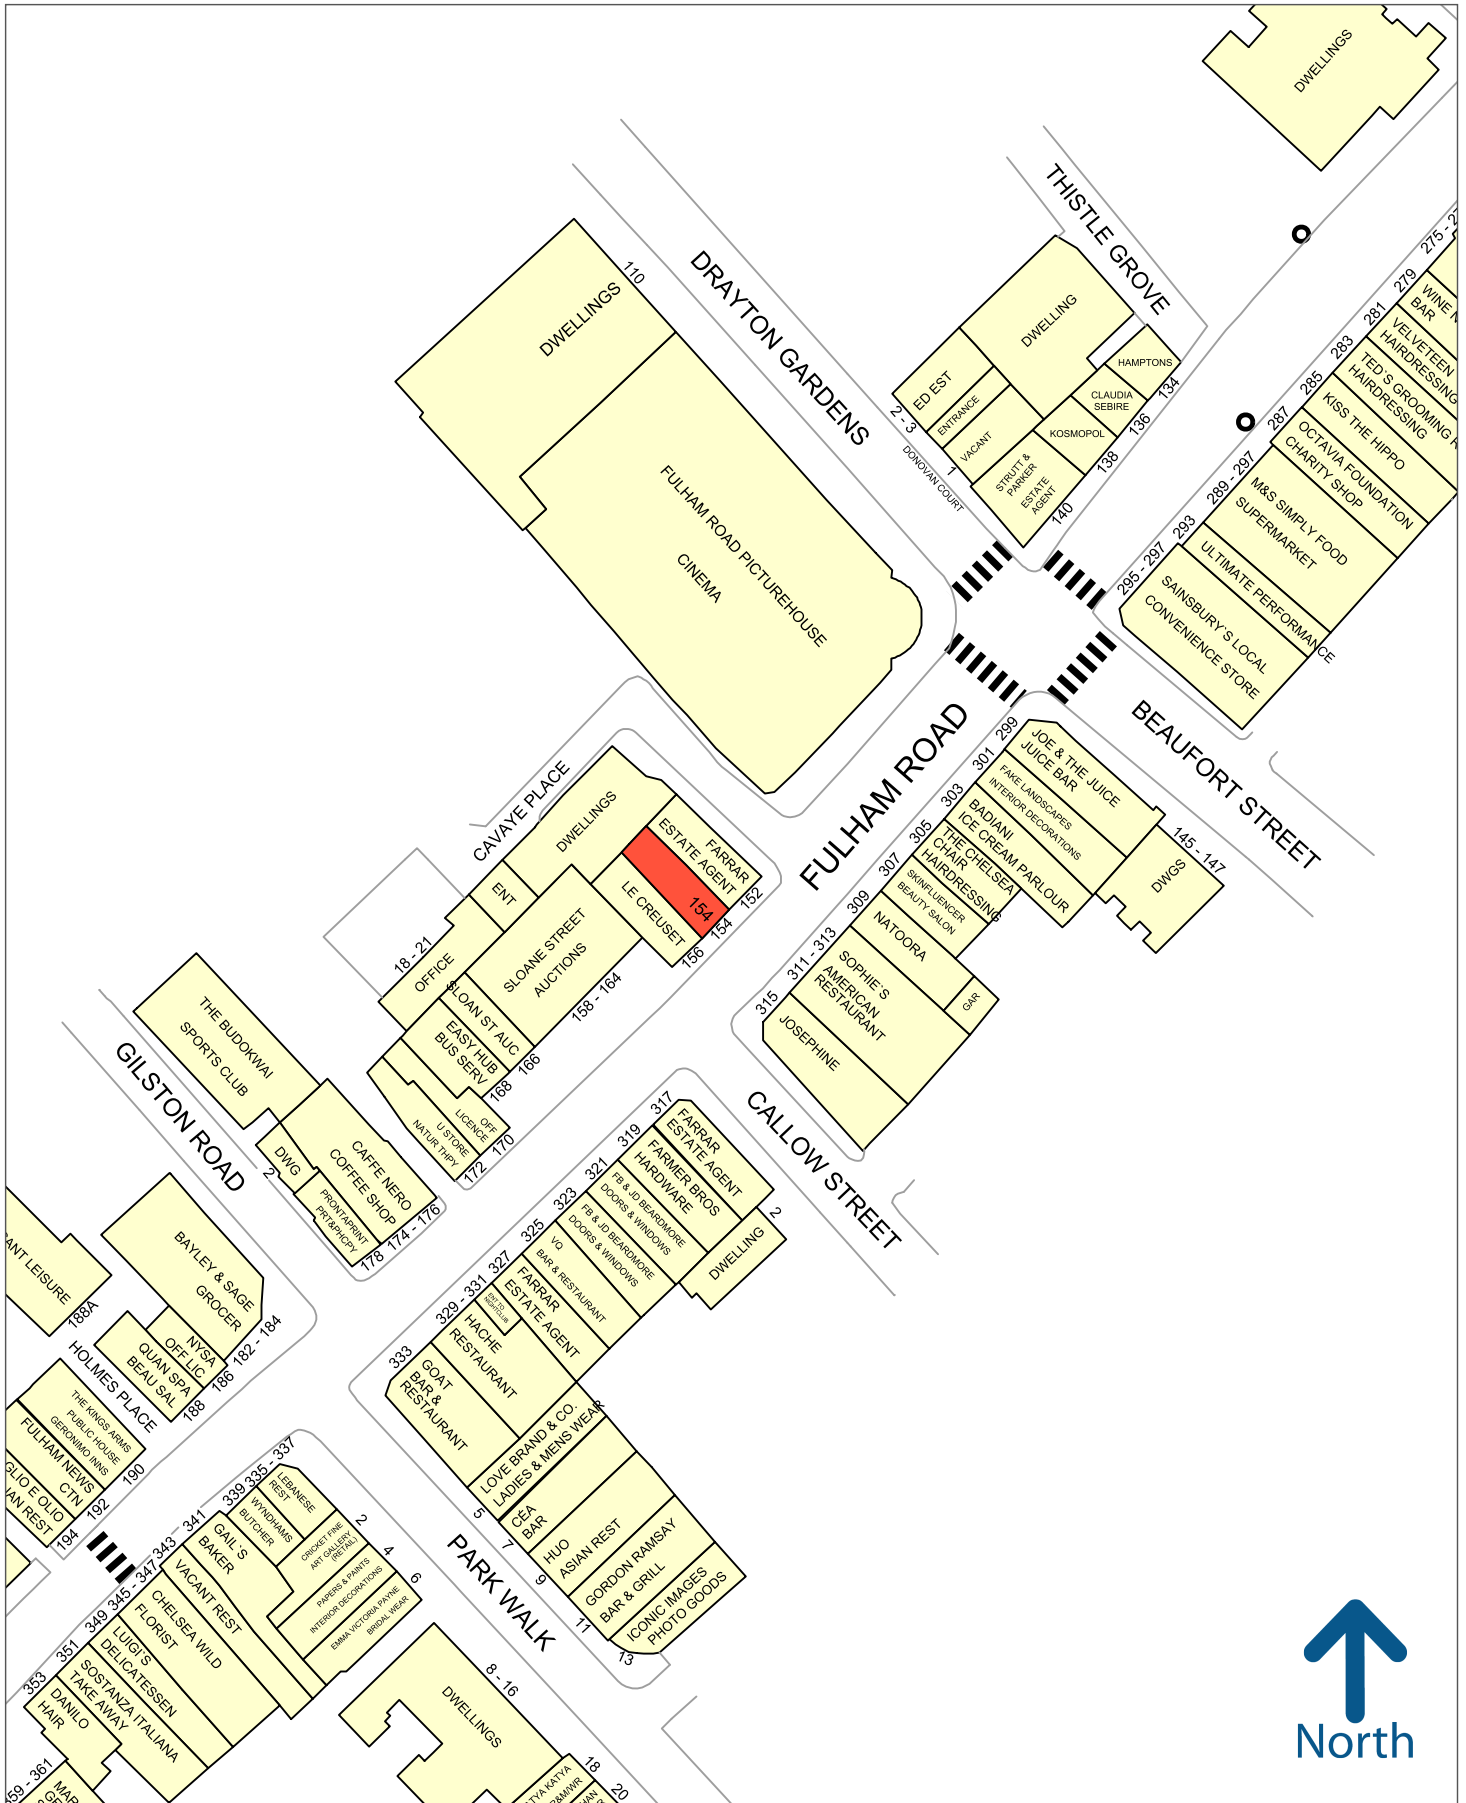 DWELLINGS
THISTLE GROVE
110
DWELLINGS
DRAYTON GARDENS
DWELLING
HAMPTONS
134
CLAUDIA
SEBIRE
136
KOSMOPOL
138
ED EST
2 - 3
ENTRANCE
VACANT
1
DONOVAN COURT
STRUTT &
PARKER
ESTATE
AGENT
140
279
WINE
BAR
281
VELVETEEN
HAIRDRESSING
283
TED'S GROOMING
HAIRDRESSING
285
KISS THE HIPPO
287
OCTAVIA FOUNDATION
CHARITY SHOP
289 - 297
M&S SIMPLY FOOD
SUPERMARKET
293
ULTIMATE PERFORMANCE
295 - 297
SAINSBURY'S LOCAL
CONVENIENCE STORE
FULHAM ROAD PICTUREHOUSE
CINEMA
FULHAM ROAD
BEAUFORT STREET
CAVAYE PLACE
DWELLINGS
FARRAR
ESTATE AGENT
152
154
154
LE CREUSET
156
ENT
SLOANE STREET
AUCTIONS
158 - 164
18 - 21
OFFICE
SLOAN ST AUC
166
EASY HUB
BUS SERV
168
OFF
LICENCE
170
U STORE
NATUR THPY
172
299
JOE & THE JUICE
JUICE BAR
301
FAKE LANDSCAPES
INTERIOR DECORATIONS
303
BADIANI
ICE CREAM PARLOUR
305
THE CHELSEA
CHAIR
HAIRDRESSING
307
SKINFLUENCER
BEAUTY SALON
309
NATOORA
GAR
311 - 313
SOPHIE'S
AMERICAN
RESTAURANT
315
JOSEPHINE
145 - 147
DWGS
CALLOW STREET
THE BUDOKWAI
SPORTS CLUB
GILSTON ROAD
DWG
2
CAFFE NERO
COFFEE SHOP
174 - 176
PRONTAPRINT
PRT&PHCPY
178
BAYLEY & SAGE
GROCER
182 - 184
NYSA
OFF LIC
186
QUAN SPA
BEAU SAL
188
LEISURE
188A
HOLMES PLACE
THE KINGS ARMS
PUBLIC HOUSE
GERONIMO INNS
190
FULHAM NEWS
CTN
192
GLIO E OLIO
IAN REST
194
317
FARRAR
ESTATE AGENT
319
FARMER BROS
HARDWARE
321
FB & JD BEARDMORE
DOORS & WINDOWS
323
FB & JD BEARDMORE
DOORS & WINDOWS
2
DWELLING
325
VQ
BAR & RESTAURANT
327
FARRAR
ESTATE AGENT
329 - 331
ENT TO
NIGHTCLUB
HACHE
RESTAURANT
333
GOAT
BAR &
RESTAURANT
LOVE BRAND & CO.
LADIES & MENS WEAR
5
CÉA
BAR
7
HUO
ASIAN REST
9
GORDON RAMSAY
BAR & GRILL
11
ICONIC IMAGES
PHOTO GOODS
13
PARK WALK
335 - 337
LEBANESE
REST
339
WYNDHAMS
BUTCHER
341
GAIL'S
BAKER
343
VACANT REST
345 - 347
CHELSEA WILD
FLORIST
349
LUIGI'S
DELICATESSEN
351
SOSTANZA ITALIANA
TAKE AWAY
353
DANILO
HAIR
2
CRICKET FINE
ART GALLERY
(RETAIL)
4
PAPERS & PAINTS
INTERIOR DECORATIONS
6
EMMA VICTORIA PAYNE
BRIDAL WEAR
8 - 16
DWELLINGS
18
20
North